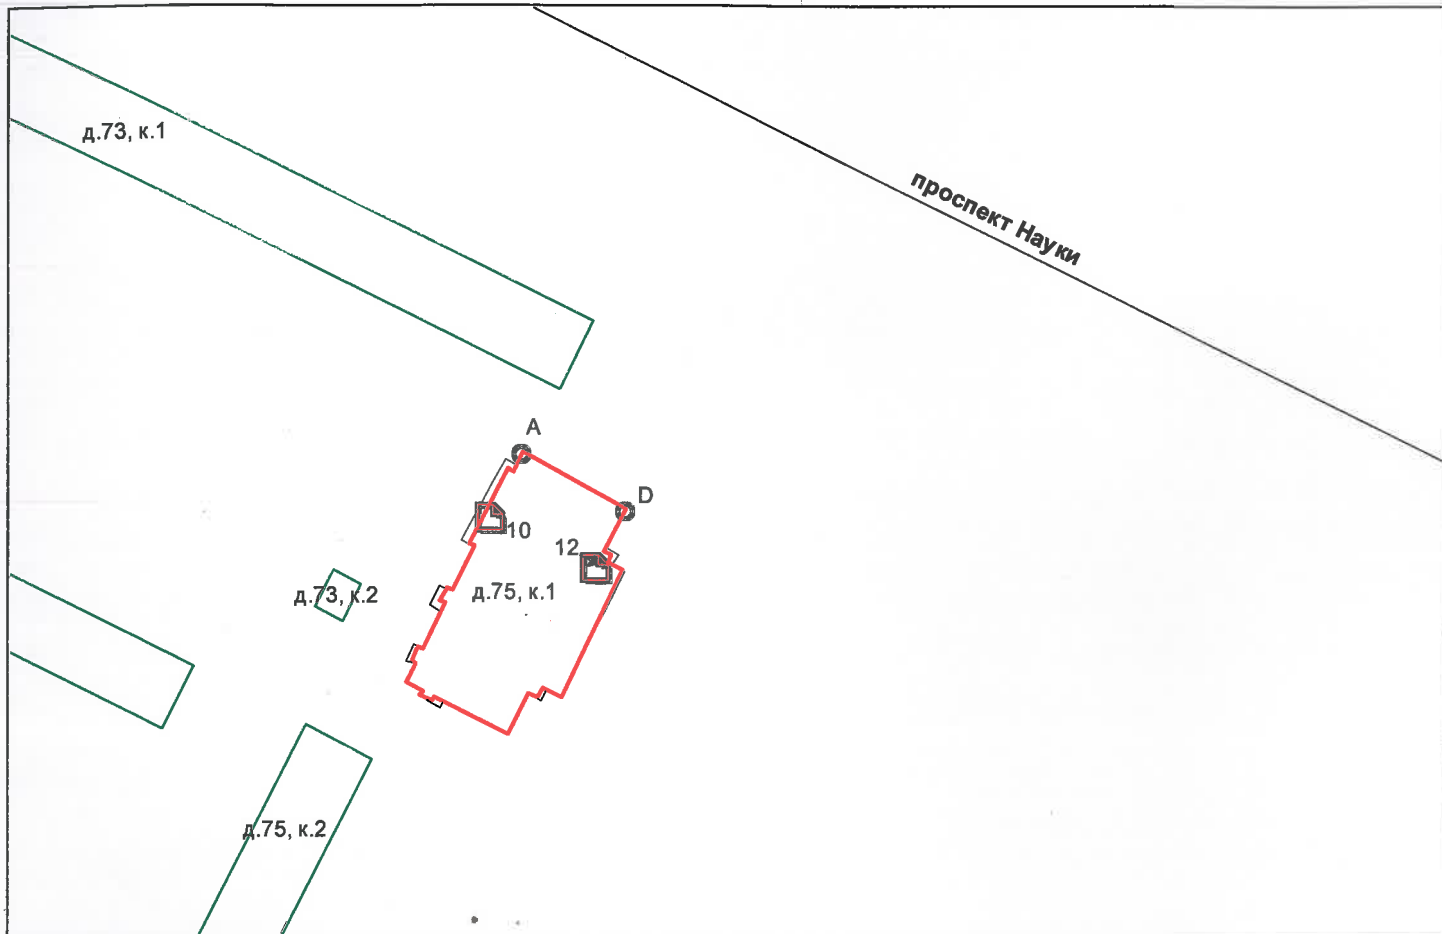 д.73, к.1
проспект Науки
A
D
10
12
д.75, к.1
д.73, к.2
д.75, к.2